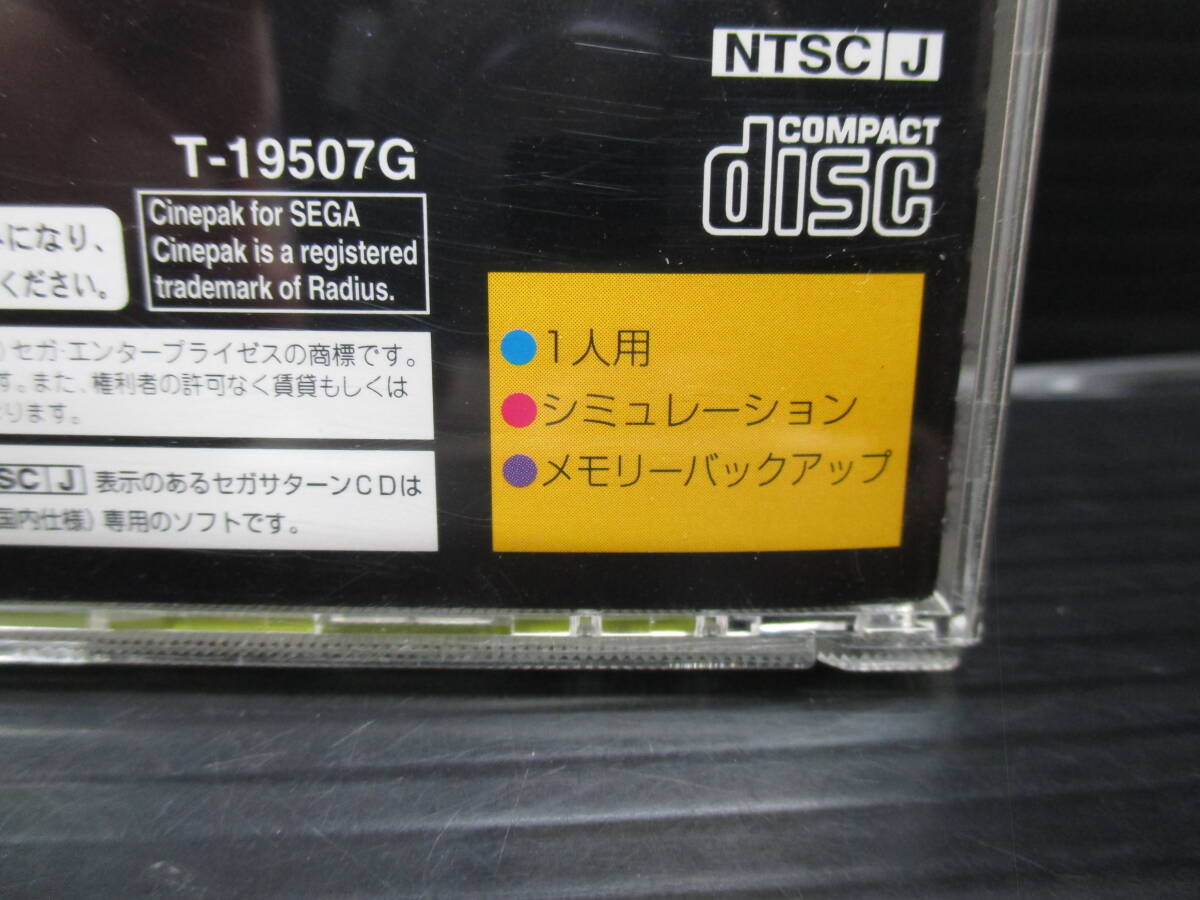 NTSC J
COMPACT
disc
T-19507G
Cinepak for SEGA
Cinepak is a registered
trademark of Radius.
になり、
ください。
セガ・エンタープライゼスの商標です。
す。また、権利者の許可なく賃貸もしくは
ります。
SC J 表示のあるセガサターンCDは
国内仕様) 専用のソフトです。
●1人用
●シミュレーション
●メモリーバックアップ